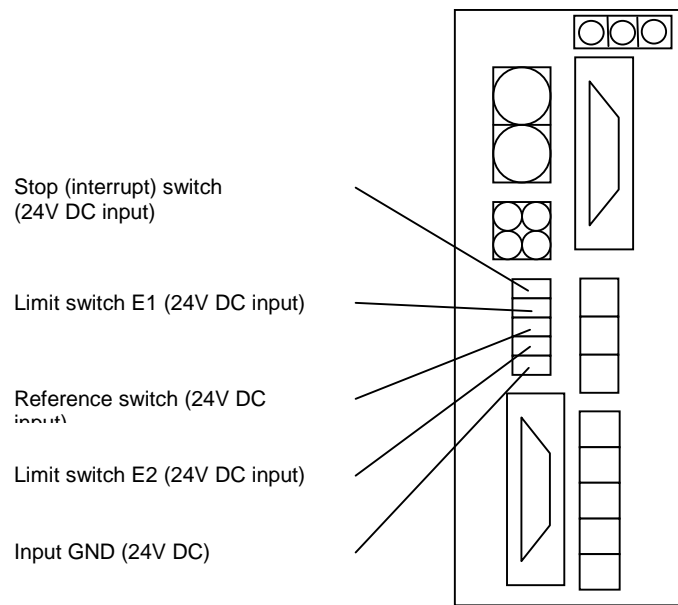 Stop (interrupt) switch
(24V DC input)
Limit switch E1 (24V DC input)
Reference switch (24V DC
input)
Limit switch E2 (24V DC input)
Input GND (24V DC)